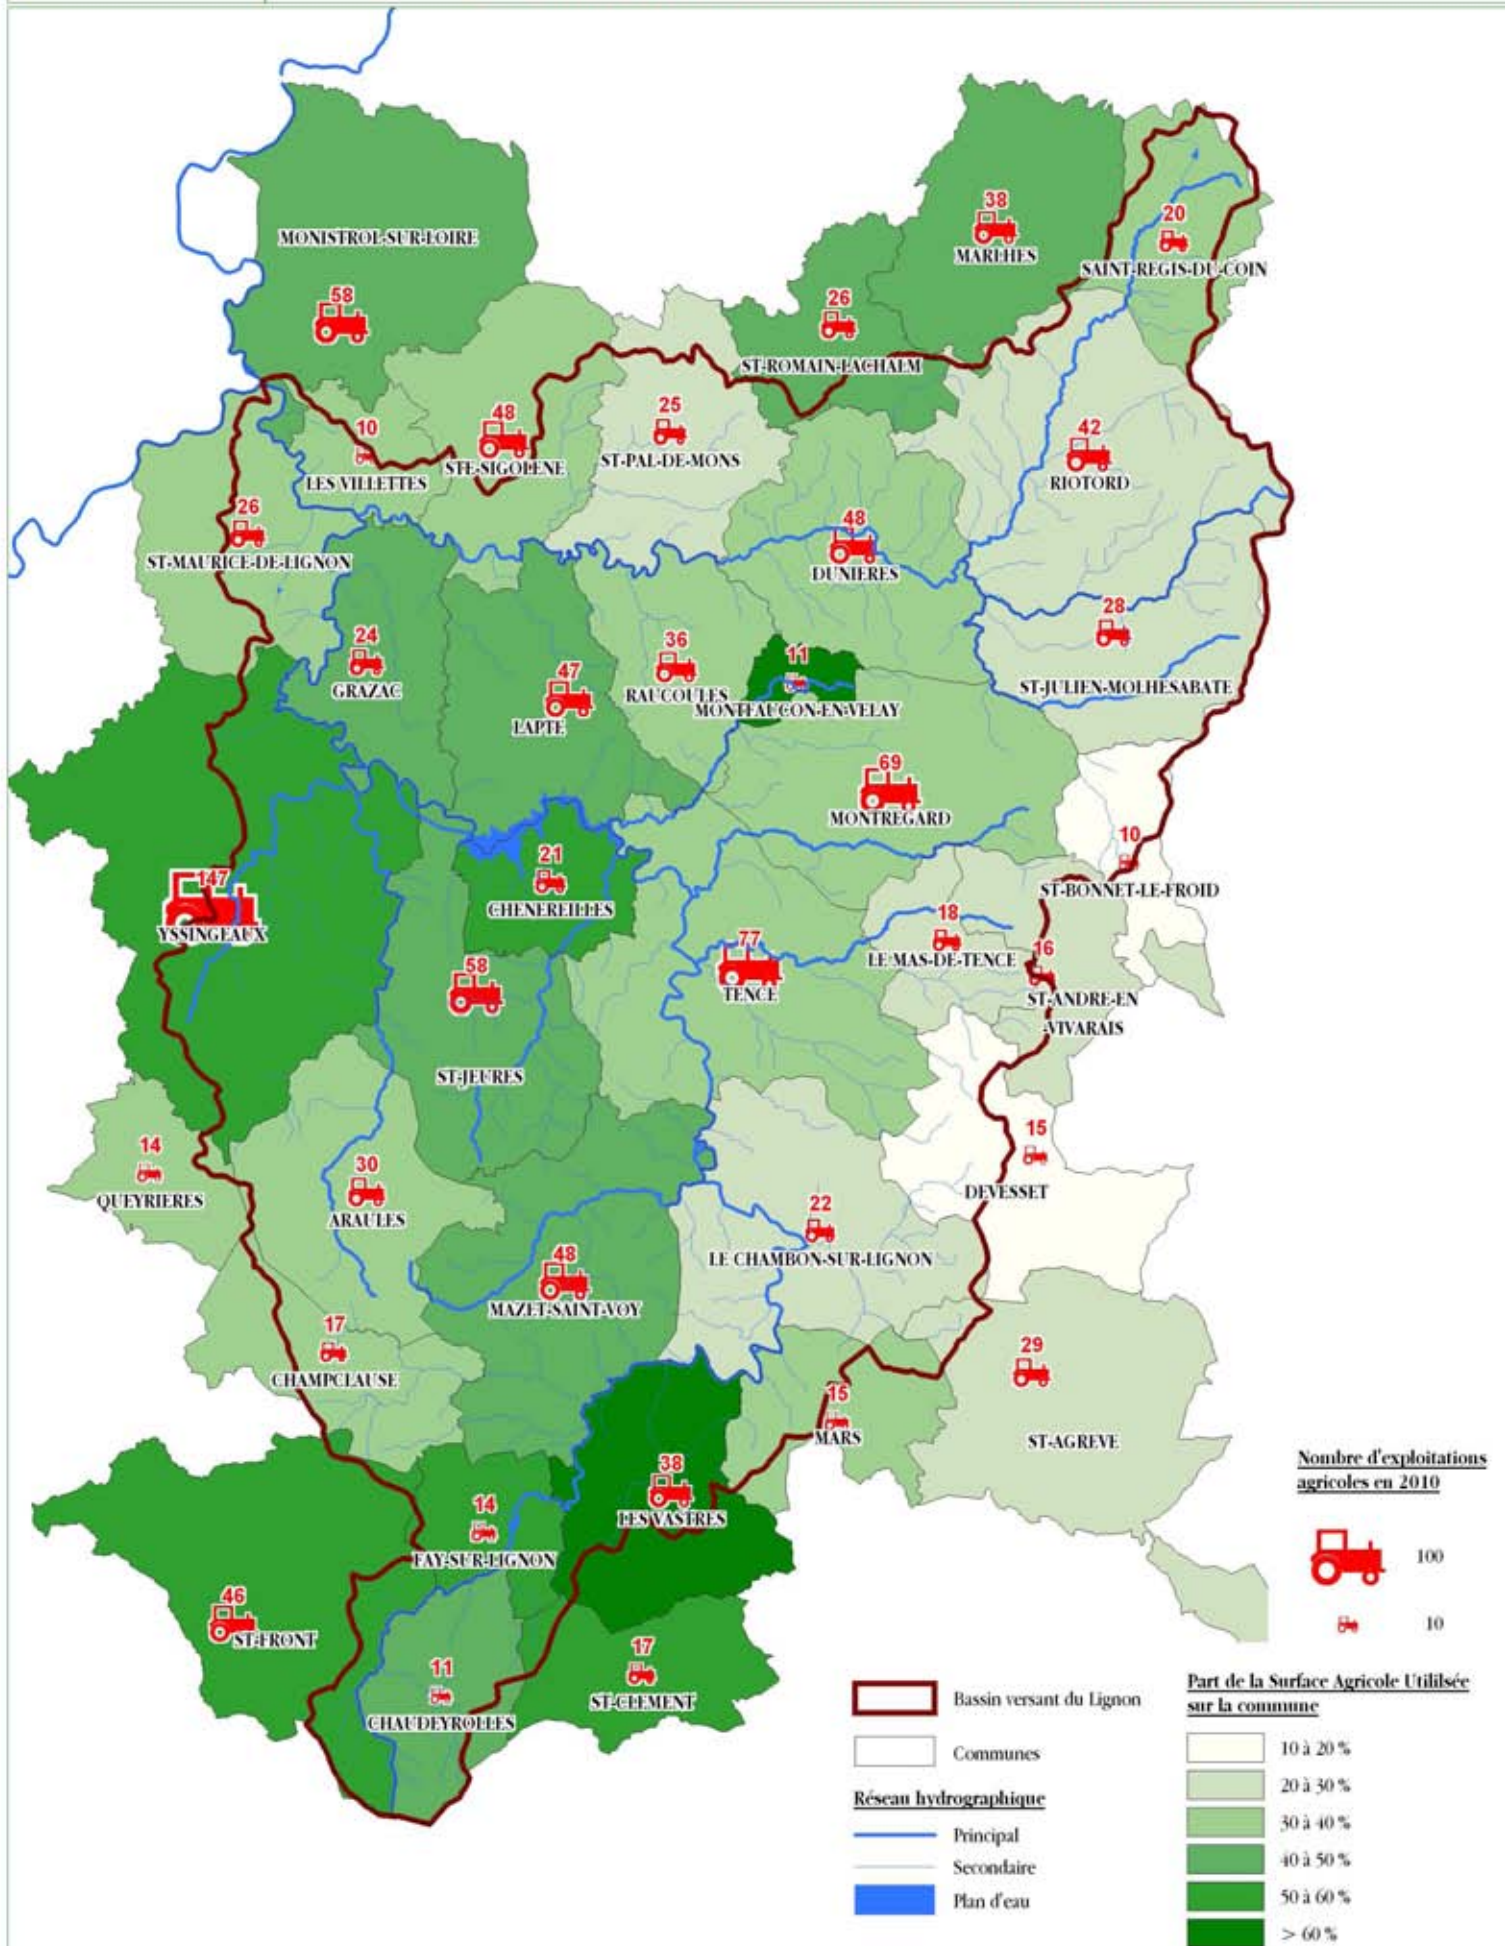 38
MARLHES
20
SAINT-REGIS-DU-COIN
MONISTROL-SUR-LOIRE
58
26
ST-ROMAIN-LACHALM
10
LES VILLETTES
48
STE-SIGOLENE
25
ST-PAL-DE-MONS
42
RIOTORD
26
ST-MAURICE-DE-LIGNON
48
DUNIERES
28
ST-JULIEN-MOLHESABATE
24
GRAZAC
47
LAPTE
36
RAUCOULES
11
MONTFAUCON-EN-VELAY
69
MONTREGARD
10
ST-BONNET-LE-FROID
147
YSSINGEAUX
21
CHENEREILLES
18
LE MAS-DE-TENCE
77
TENCE
16
ST-ANDRE-EN
-VIVARAIS
58
ST-JEURES
15
DEVESSET
14
QUEYRIERES
30
ARAULES
22
LE CHAMBON-SUR-LIGNON
48
MAZET-SAINT-VOY
17
CHAMPCLAUSE
29
ST-AGREVE
15
MARS
38
LES VASTRES
14
FAY-SUR-LIGNON
46
ST-FRONT
11
CHAUDEYROLLES
17
ST-CLEMENT
Nombre d'exploitations
agricoles en 2010
100
10
Bassin versant du Lignon
Communes
Réseau hydrographique
Principal
Secondaire
Plan d'eau
Part de la Surface Agricole Utililsée
sur la commune
10 à 20 %
20 à 30 %
30 à 40 %
40 à 50 %
50 à 60 %
> 60 %